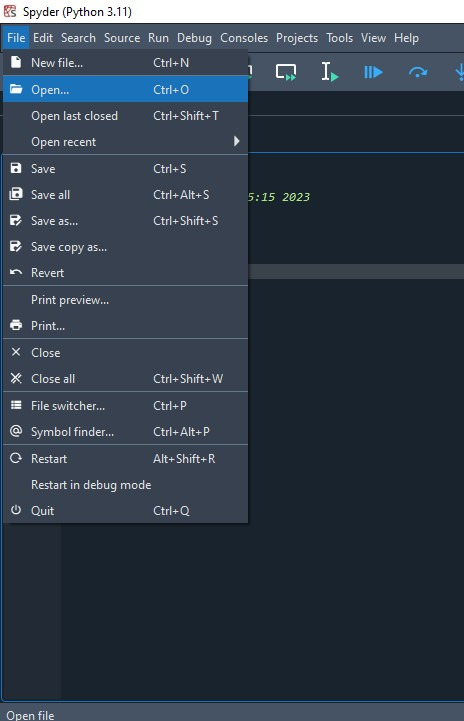 Spyder (Python 3.11)
File Edit Search Source Run Debug Consoles Projects Tools View Help
New file... Ctrl+N
Open... Ctrl+O
Open last closed Ctrl+Shift+T
Open recent
Save Ctrl+S
Save all Ctrl+Alt+S
5:15 2023
Save as... Ctrl+Shift+S
Save copy as...
Revert
Print preview...
Print...
Close
Close all Ctrl+Shift+W
File switcher... Ctrl+P
Symbol finder... Ctrl+Alt+P
Restart Alt+Shift+R
Restart in debug mode
Quit Ctrl+Q
Open file